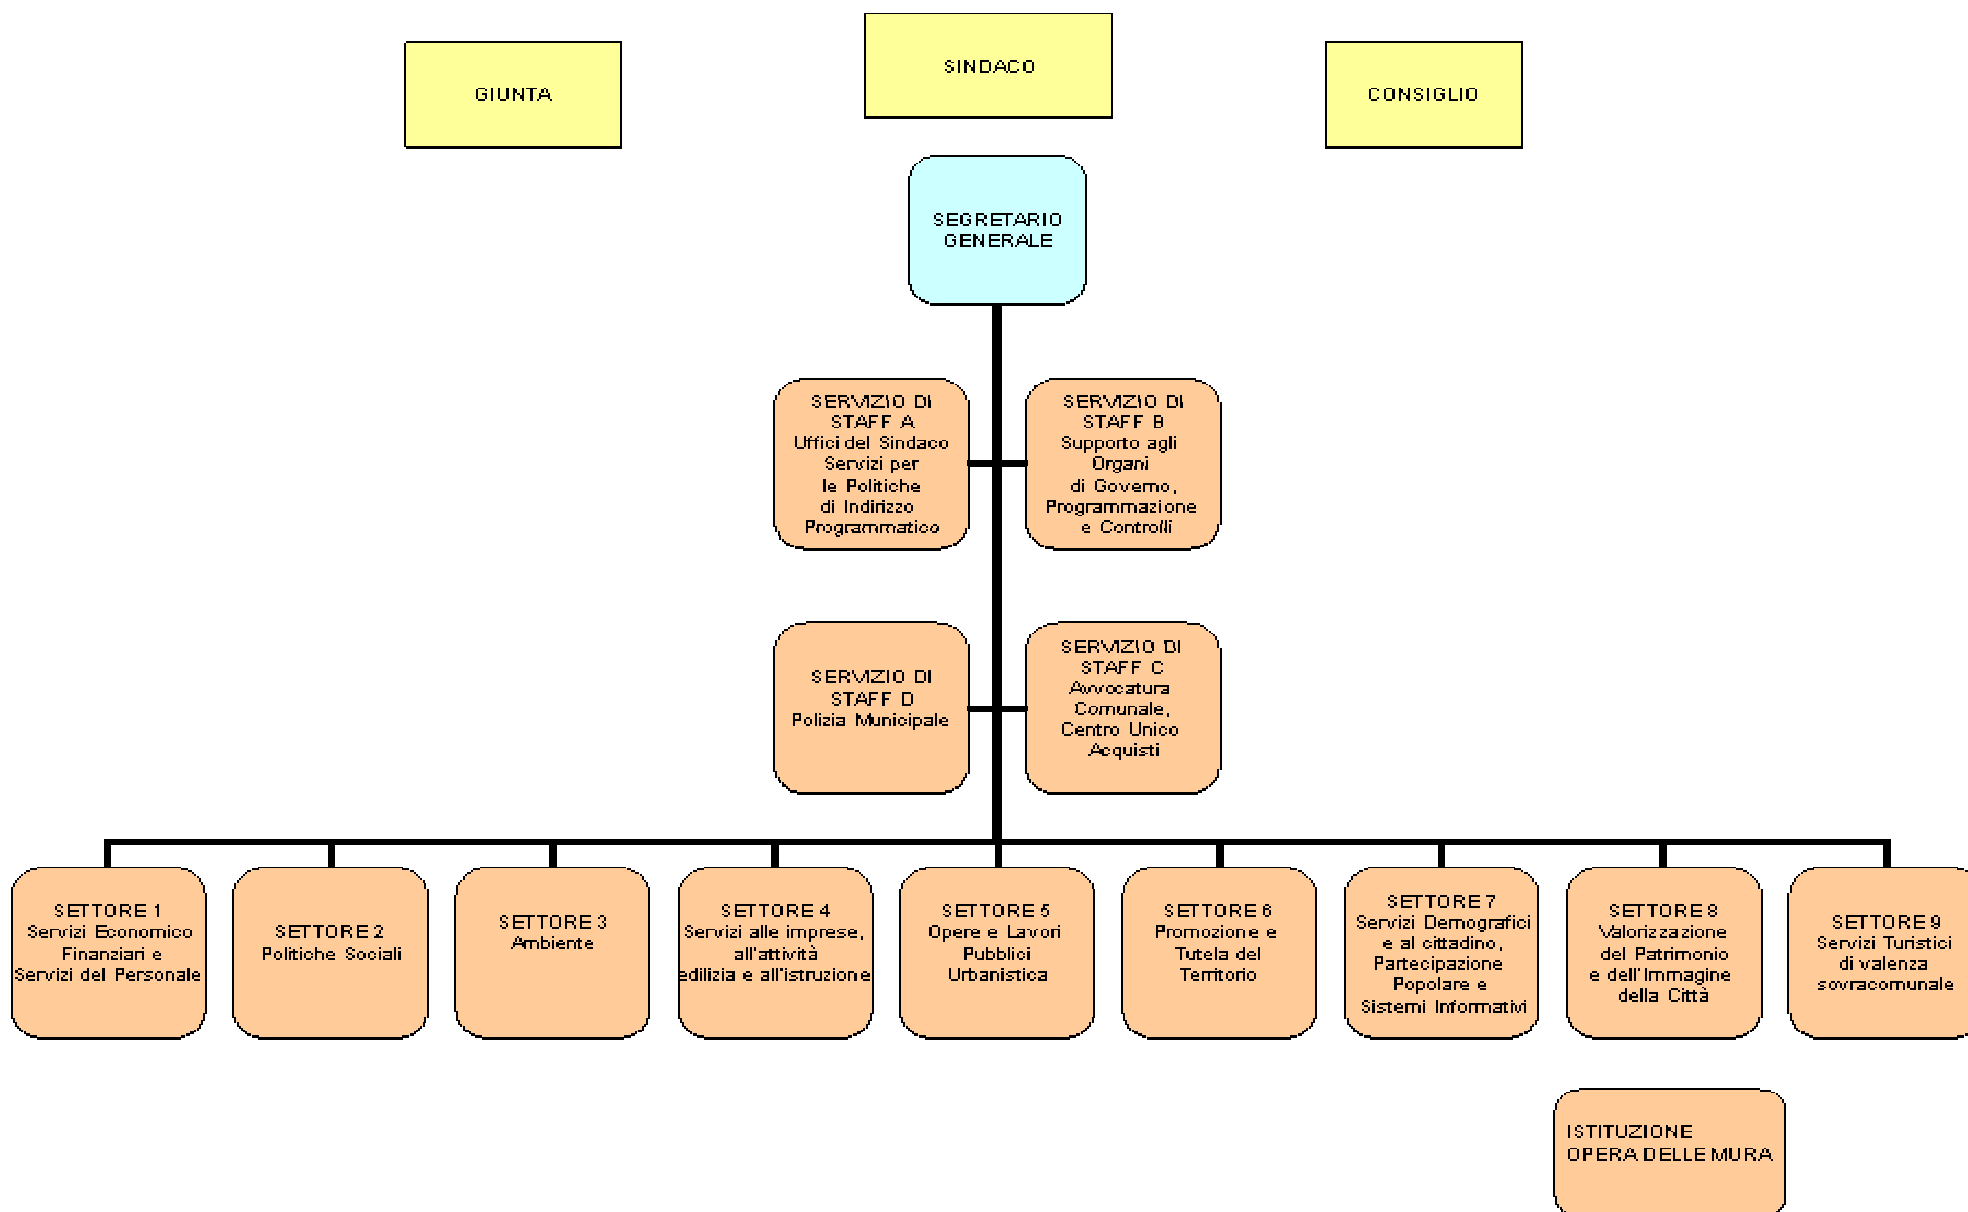 GIUNTA
SINDACO
CONSIGLIO
SEGRETARIO
GENERALE
SERVIZIO DI
STAFF A
Uffici del Sindaco
Servizi per
le Politiche
di Indirizzo
Programmatico
SERVIZIO DI
STAFF B
Supporto agli
Organi
di Governo,
Programmazione
e Controlli
SERVIZIO DI
STAFF D
Polizia Municipale
SERVIZIO DI
STAFF C
Avvocatura
Comunale,
Centro Unico
Acquisti
SETTORE 1
Servizi Economico
Finanziari e
Servizi del Personale
SETTORE 2
Politiche Sociali
SETTORE 3
Ambiente
SETTORE 4
Servizi alle imprese,
all'attività
edilizia e all'istruzione
SETTORE 5
Opere e Lavori
Pubblici
Urbanistica
SETTORE 6
Promozione e
Tutela del
Territorio
SETTORE 7
Servizi Demografici
e al cittadino,
Partecipazione
Popolare e
Sistemi Informativi
SETTORE 8
Valorizzazione
del Patrimonio
e dell'Immagine
della Città
SETTORE 9
Servizi Turistici
di valenza
sovracomunale
ISTITUZIONE
OPERA DELLE MURA